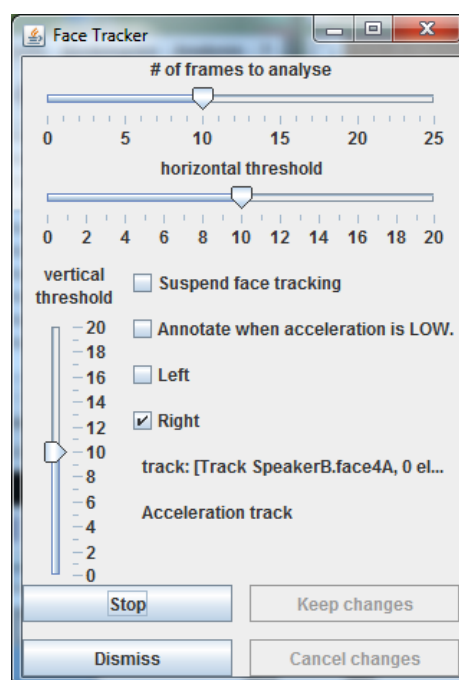 Face Tracker
# of frames to analyse
0 5 10 15 20 25
horizontal threshold
0 2 4 6 8 10 12 14 16 18 20
vertical
threshold
Suspend face tracking
Annotate when acceleration is LOW.
Left
Right
track: [Track SpeakerB.face4A, 0 el...
Acceleration track
20
18
16
14
12
10
8
6
4
2
0
Stop
Keep changes
Dismiss
Cancel changes